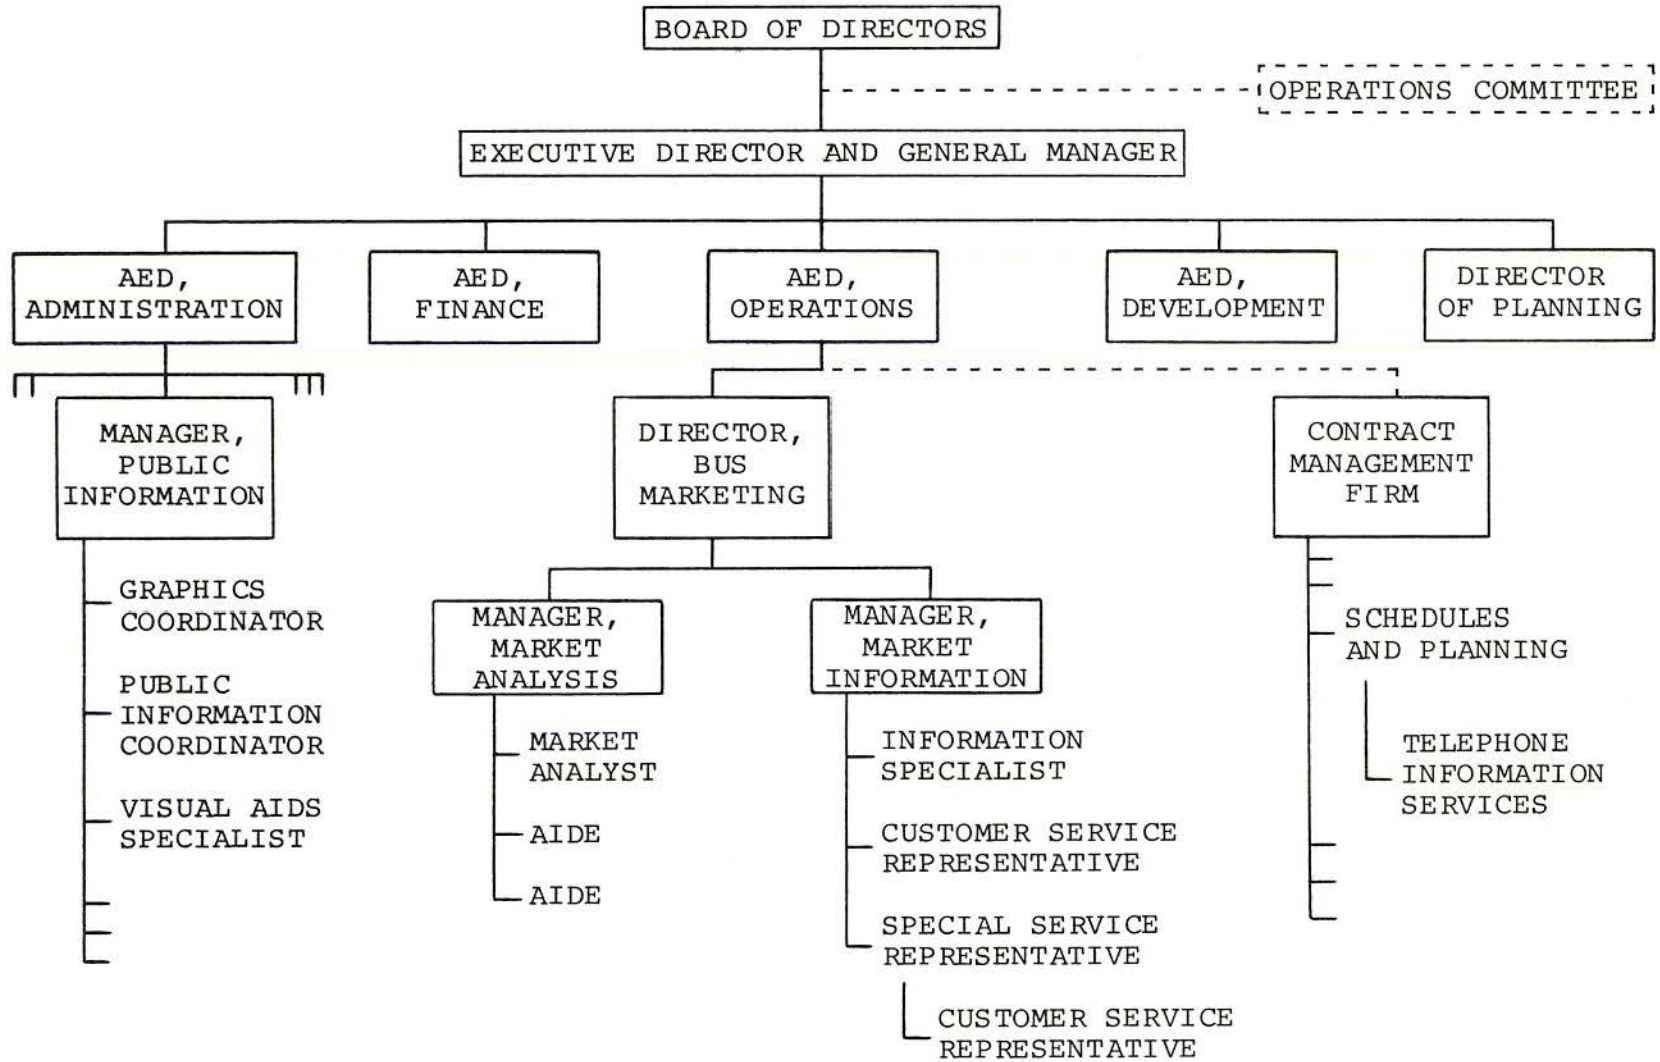 BOARD OF DIRECTORS
OPERATIONS COMMITTEE
EXECUTIVE DIRECTOR AND GENERAL MANAGER
AED,
ADMINISTRATION
AED,
FINANCE
AED,
OPERATIONS
AED,
DEVELOPMENT
DIRECTOR
OF PLANNING
MANAGER,
PUBLIC
INFORMATION
GRAPHICS
COORDINATOR
PUBLIC
INFORMATION
COORDINATOR
VISUAL AIDS
SPECIALIST
DIRECTOR,
BUS
MARKETING
MANAGER,
MARKET
ANALYSIS
MARKET
ANALYST
AIDE
AIDE
MANAGER,
MARKET
INFORMATION
INFORMATION
SPECIALIST
CUSTOMER SERVICE
REPRESENTATIVE
SPECIAL SERVICE
REPRESENTATIVE
CUSTOMER SERVICE
REPRESENTATIVE
CONTRACT
MANAGEMENT
FIRM
SCHEDULES
AND PLANNING
TELEPHONE
INFORMATION
SERVICES